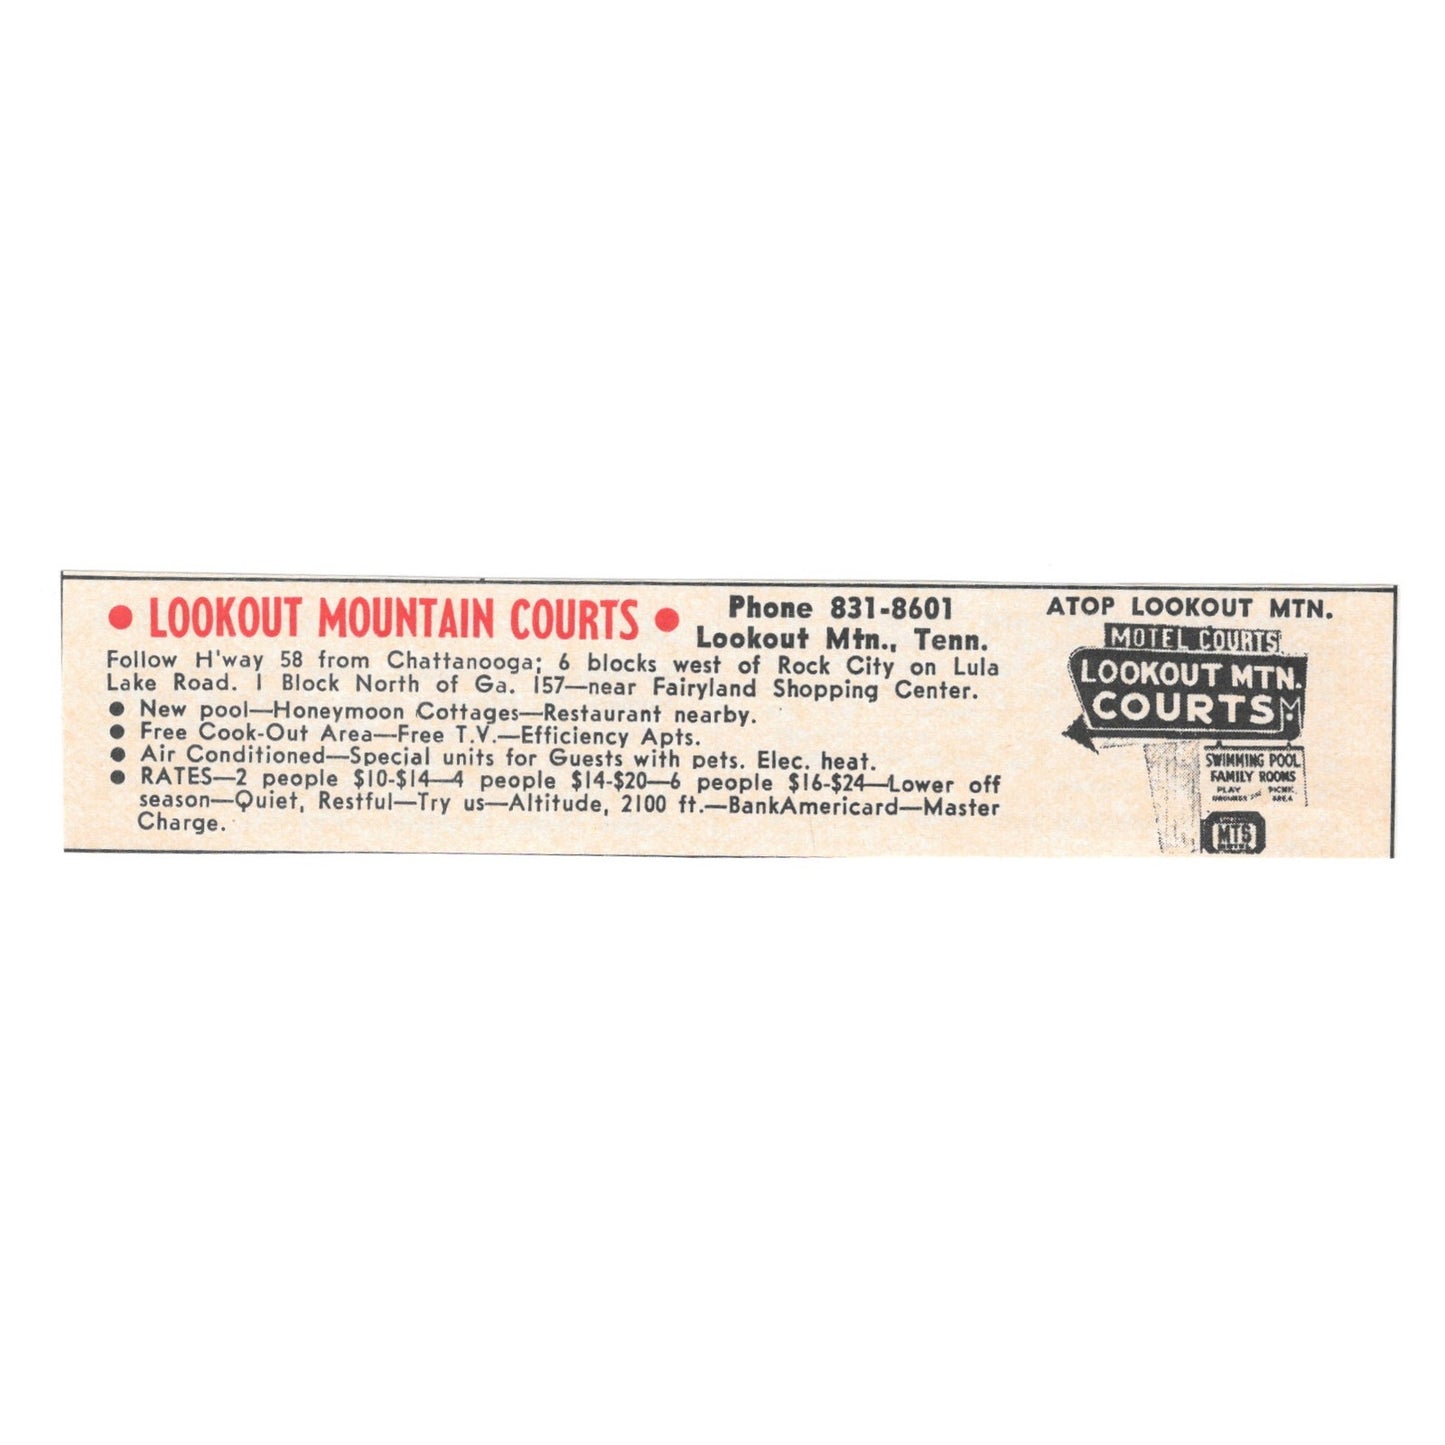 ● LOOKOUT MOUNTAIN COURTS ●
Phone 831-8601
Lookout Mtn., Tenn.
Follow H'way 58 from Chattanooga; 6 blocks west of Rock City on Lula
Lake Road. 1 Block North of Ga. 157—near Fairyland Shopping Center.
● New pool—Honeymoon Cottages—Restaurant nearby.
● Free Cook-Out Area—Free T.V.—Efficiency Apts.
● Air Conditioned—Special units for Guests with pets. Elec. heat.
● RATES—2 people $10-$14—4 people $14-$20—6 people $16-$24—Lower off
season—Quiet, Restful—Try us—Altitude, 2100 ft.—BankAmericard—Master
Charge.
ATOP LOOKOUT MTN.
MOTEL COURTS
LOOKOUT MTN.
COURTS
SWIMMING POOL
FAMILY ROOMS
PLAY PICNIC
GROUNDS AREA
MTS